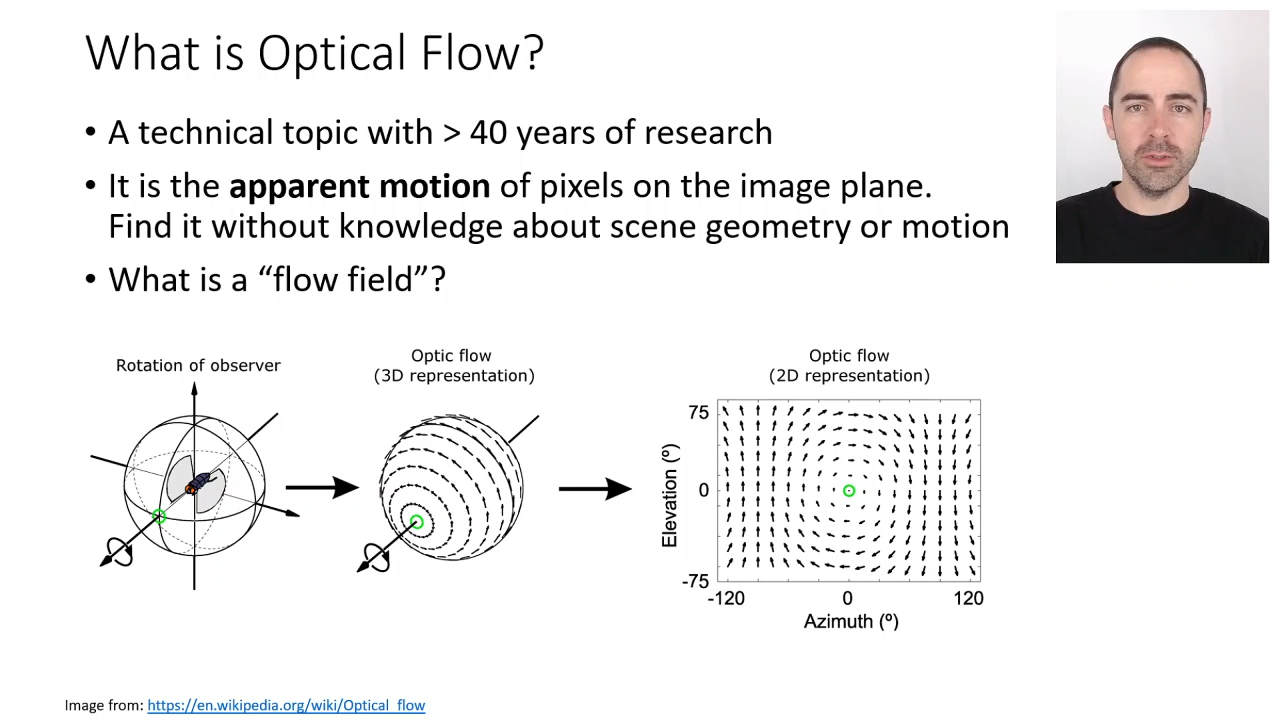 What is Optical Flow?
• A technical topic with > 40 years of research
• It is the apparent motion of pixels on the image plane.
Find it without knowledge about scene geometry or motion
• What is a “flow field”?
Rotation of observer
Optic flow
(3D representation)
Optic flow
(2D representation)
75
0
-75
Elevation (º)
-120
0
120
Azimuth (º)
Image from: https://en.wikipedia.org/wiki/Optical_flow